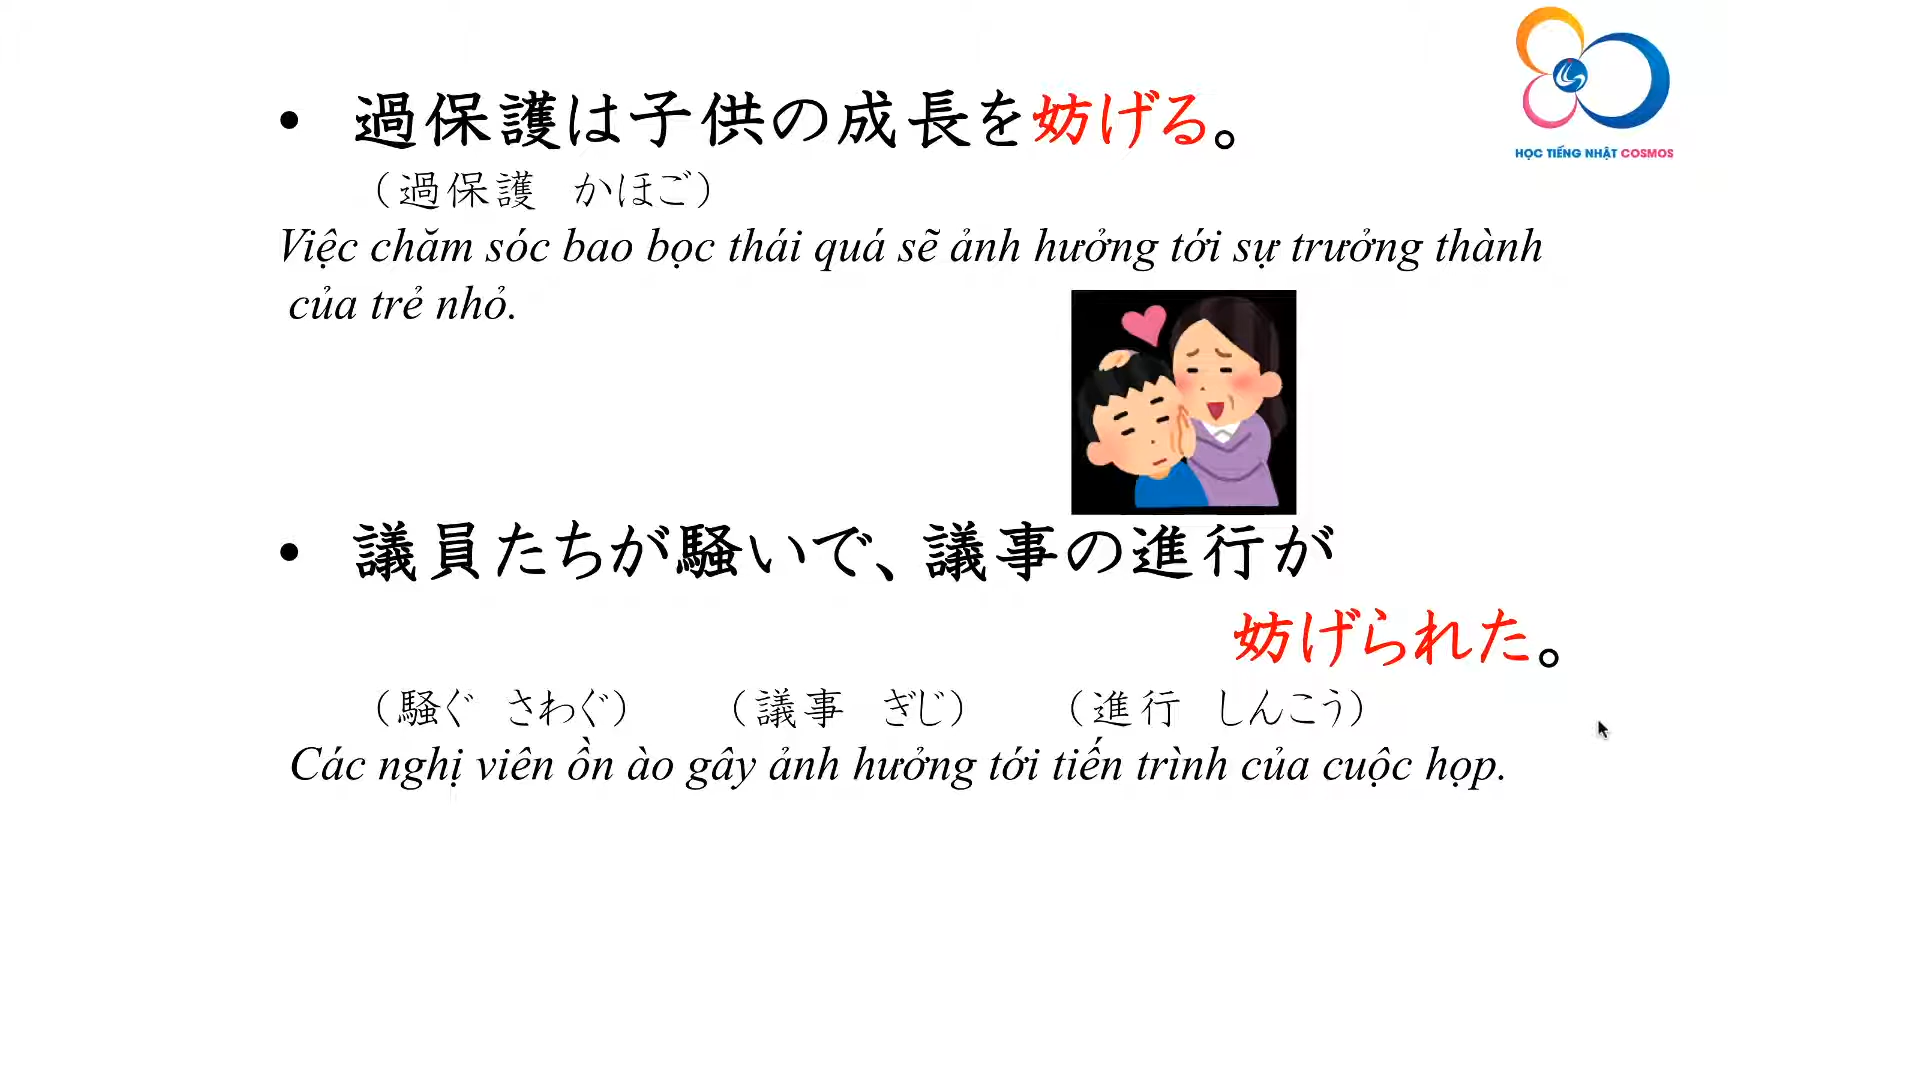 HỌC TIẾNG NHẬT COSMOS
• 過保護は子供の成長を妨げる。
（過保護　かほご）
Việc chăm sóc bao bọc thái quá sẽ ảnh hưởng tới sự trưởng thành
của trẻ nhỏ.
• 議員たちが騒いで、議事の進行が
妨げられた。
（騒ぐ　さわぐ）　（議事　ぎじ）　（進行　しんこう）
Các nghị viên ồn ào gây ảnh hưởng tới tiến trình của cuộc họp.